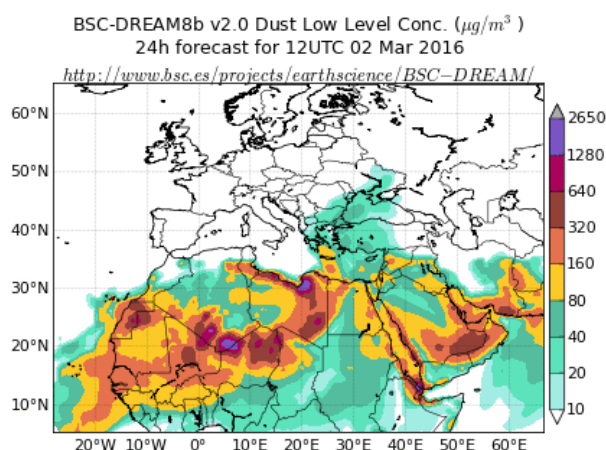 BSC-DREAM8b v2.0 Dust Low Level Conc. (μg/m³ )
24h forecast for 12UTC 02 Mar 2016
http://www.bsc.es/projects/earthscience/BSC−DREAM/
60°N
50°N
40°N
30°N
20°N
10°N
20°W 10°W 0° 10°E 20°E 30°E 40°E 50°E 60°E
2650
1280
640
320
160
80
40
20
10